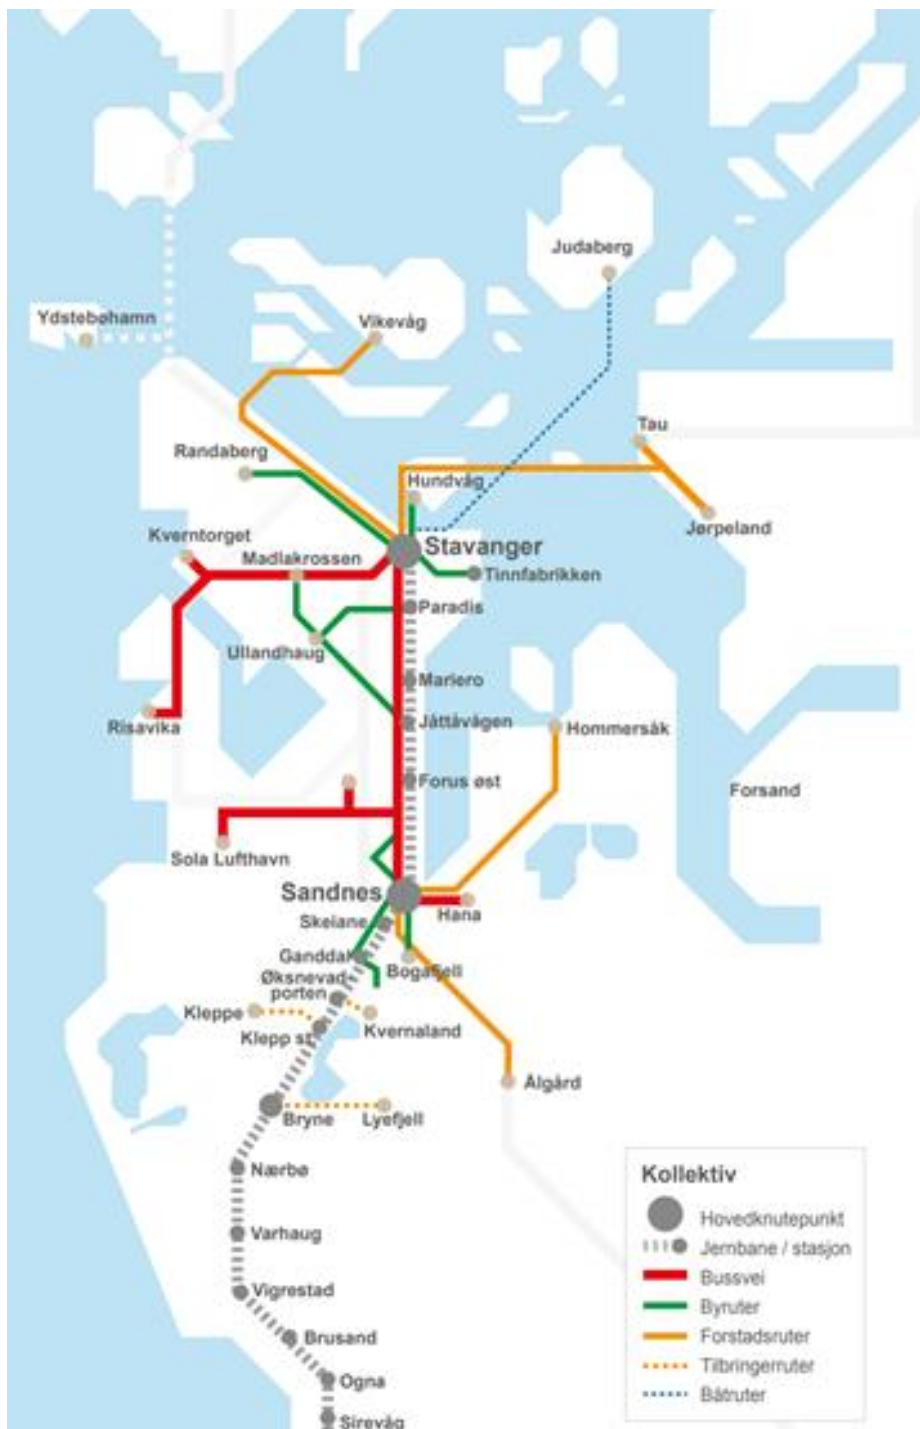 Judaberg
Ydstebøhamn
Vikevåg
Tau
Randaberg
Hundvåg
Jørpeland
Kverntorget
Madlakrossen
Stavanger
Tinnfabrikken
Paradis
Ullandhaug
Mariero
Risavika
Jåttåvågen
Hommersåk
Forus øst
Forsand
Sola Lufthavn
Sandnes
Hana
Skeiane
Ganddal
Bogafjell
Øksnevad-
porten
Kleppe
Kvernaland
Klepp st
Ålgård
Bryne
Lyefjell
Nærbø
Varhaug
Vigrestad
Brusand
Ogna
Sirevåg
Kollektiv
Hovedknutepunkt
Jernbane / stasjon
Bussvei
Byruter
Forstadsruter
Tilbringerruter
Båtruter